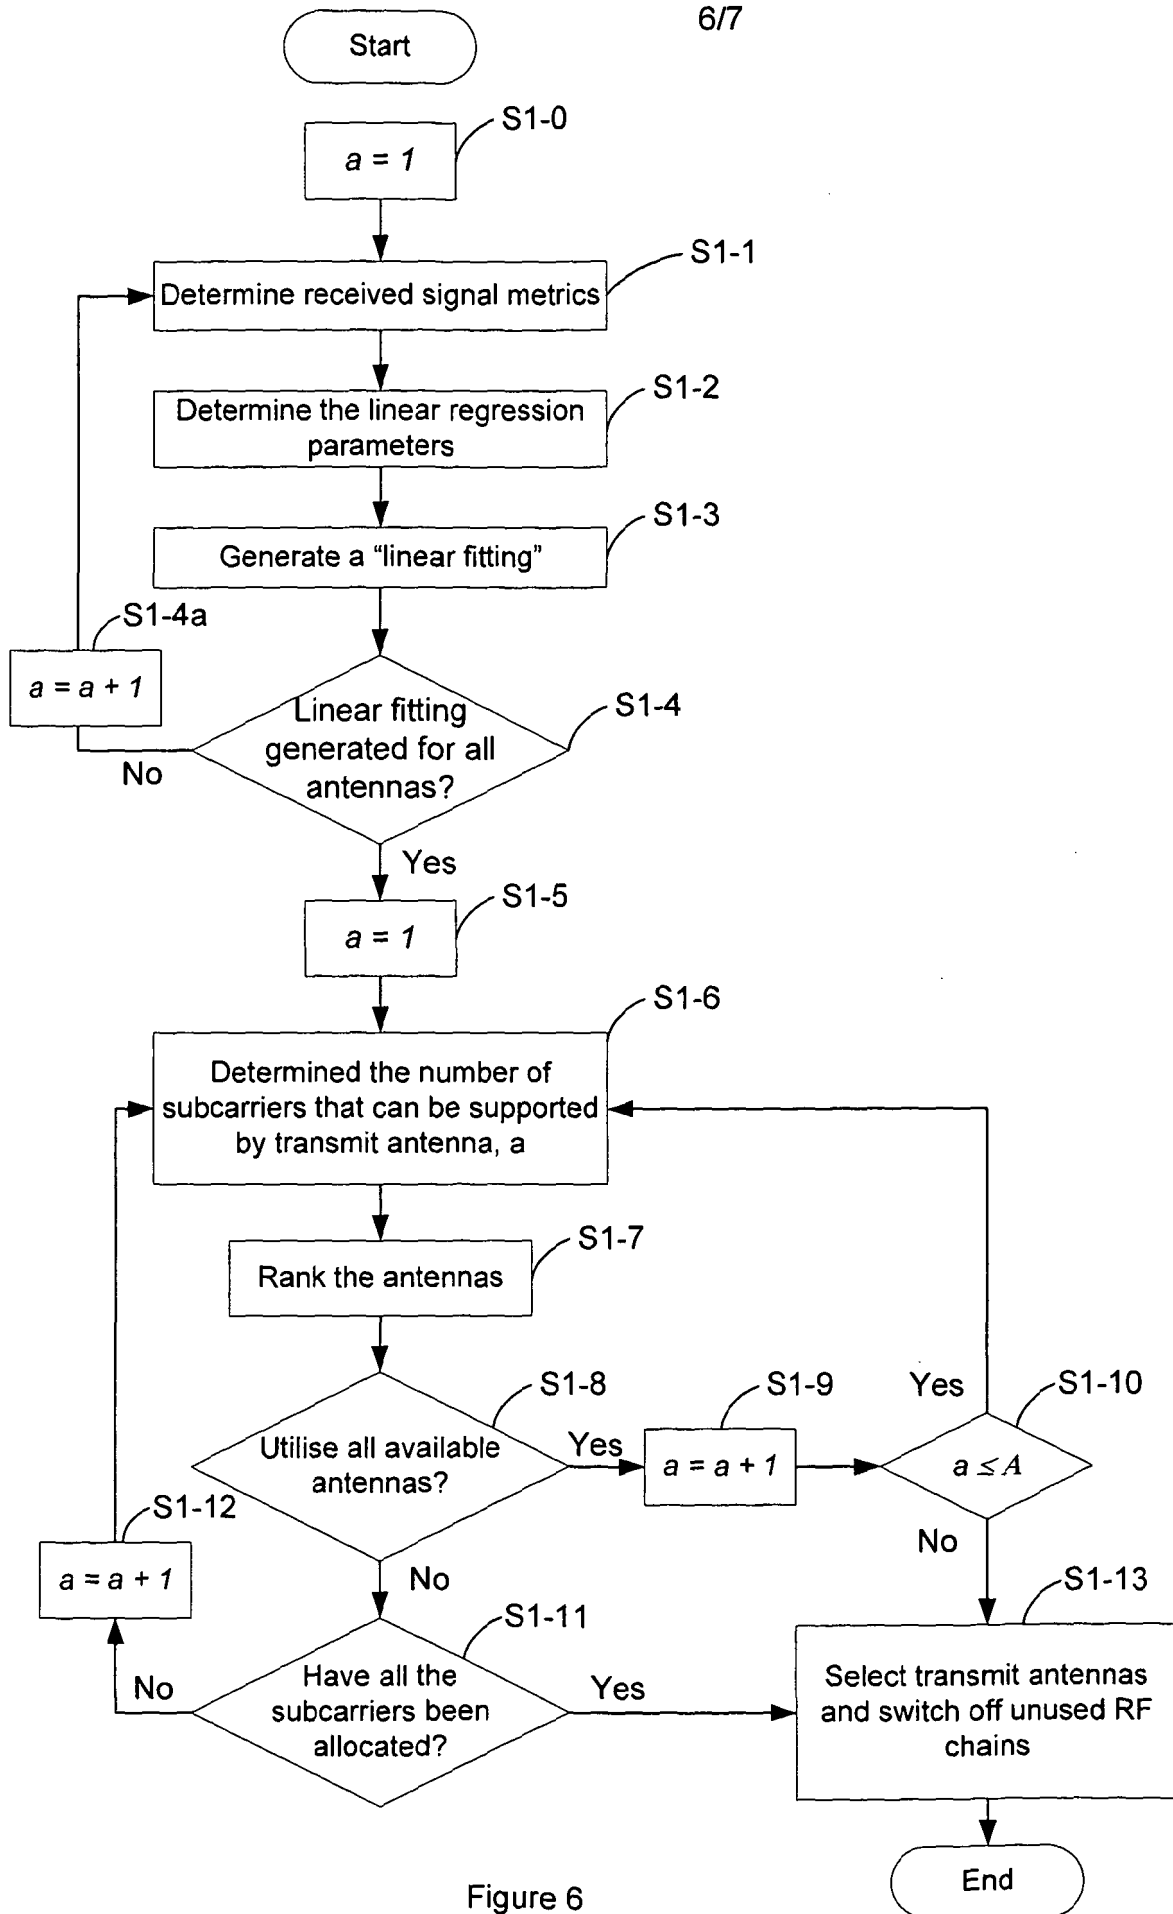 6/7
Start
S1-0
a = 1
S1-1
Determine received signal metrics
S1-2
Determine the linear regression
parameters
S1-3
Generate a “linear fitting”
S1-4a
a = a + 1
S1-4
Linear fitting
generated for all
antennas?
No
Yes
S1-5
a = 1
S1-6
Determined the number of
subcarriers that can be supported
by transmit antenna, a
S1-7
Rank the antennas
S1-8
Utilise all available
antennas?
Yes
S1-9
a = a + 1
Yes
S1-10
a ≤ A
No
S1-12
a = a + 1
No
S1-11
Have all the
subcarriers been
allocated?
No
Yes
S1-13
Select transmit antennas
and switch off unused RF
chains
End
Figure 6